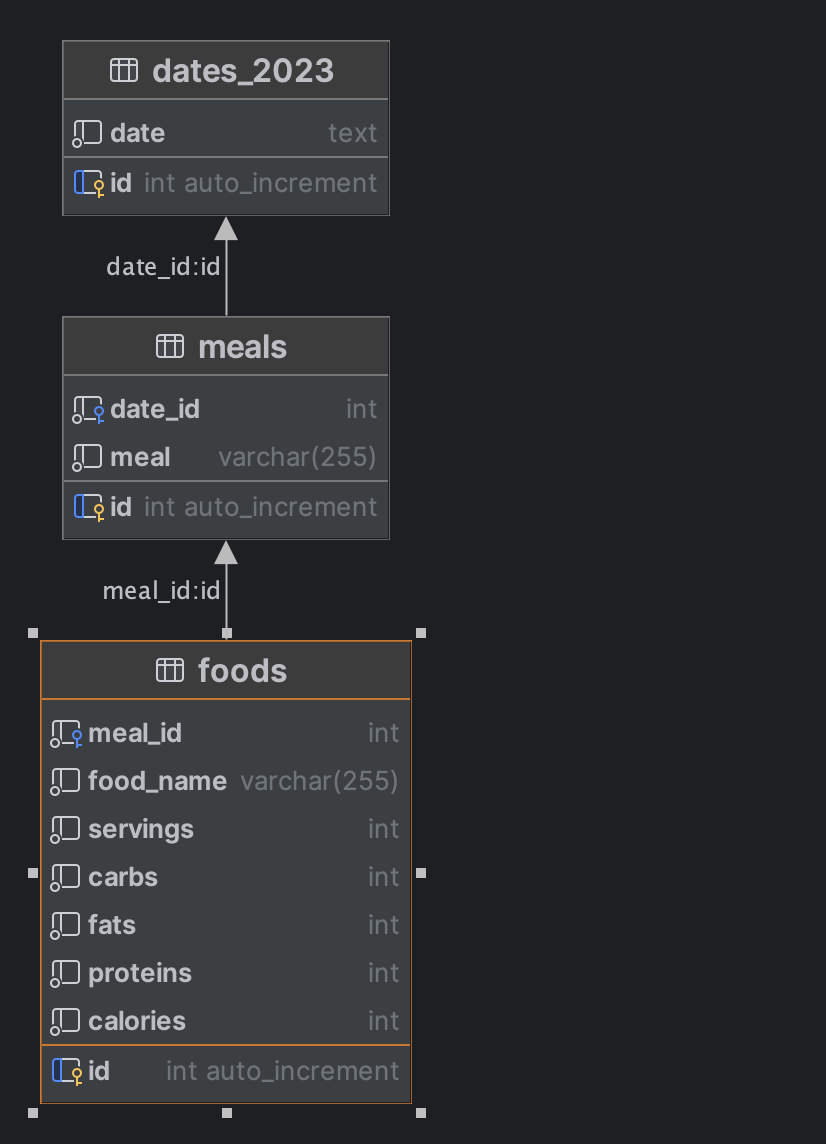 dates_2023
date text
id int auto_increment
date_id:id
meals
date_id int
meal varchar(255)
id int auto_increment
meal_id:id
foods
meal_id int
food_name varchar(255)
servings int
carbs int
fats int
proteins int
calories int
id int auto_increment